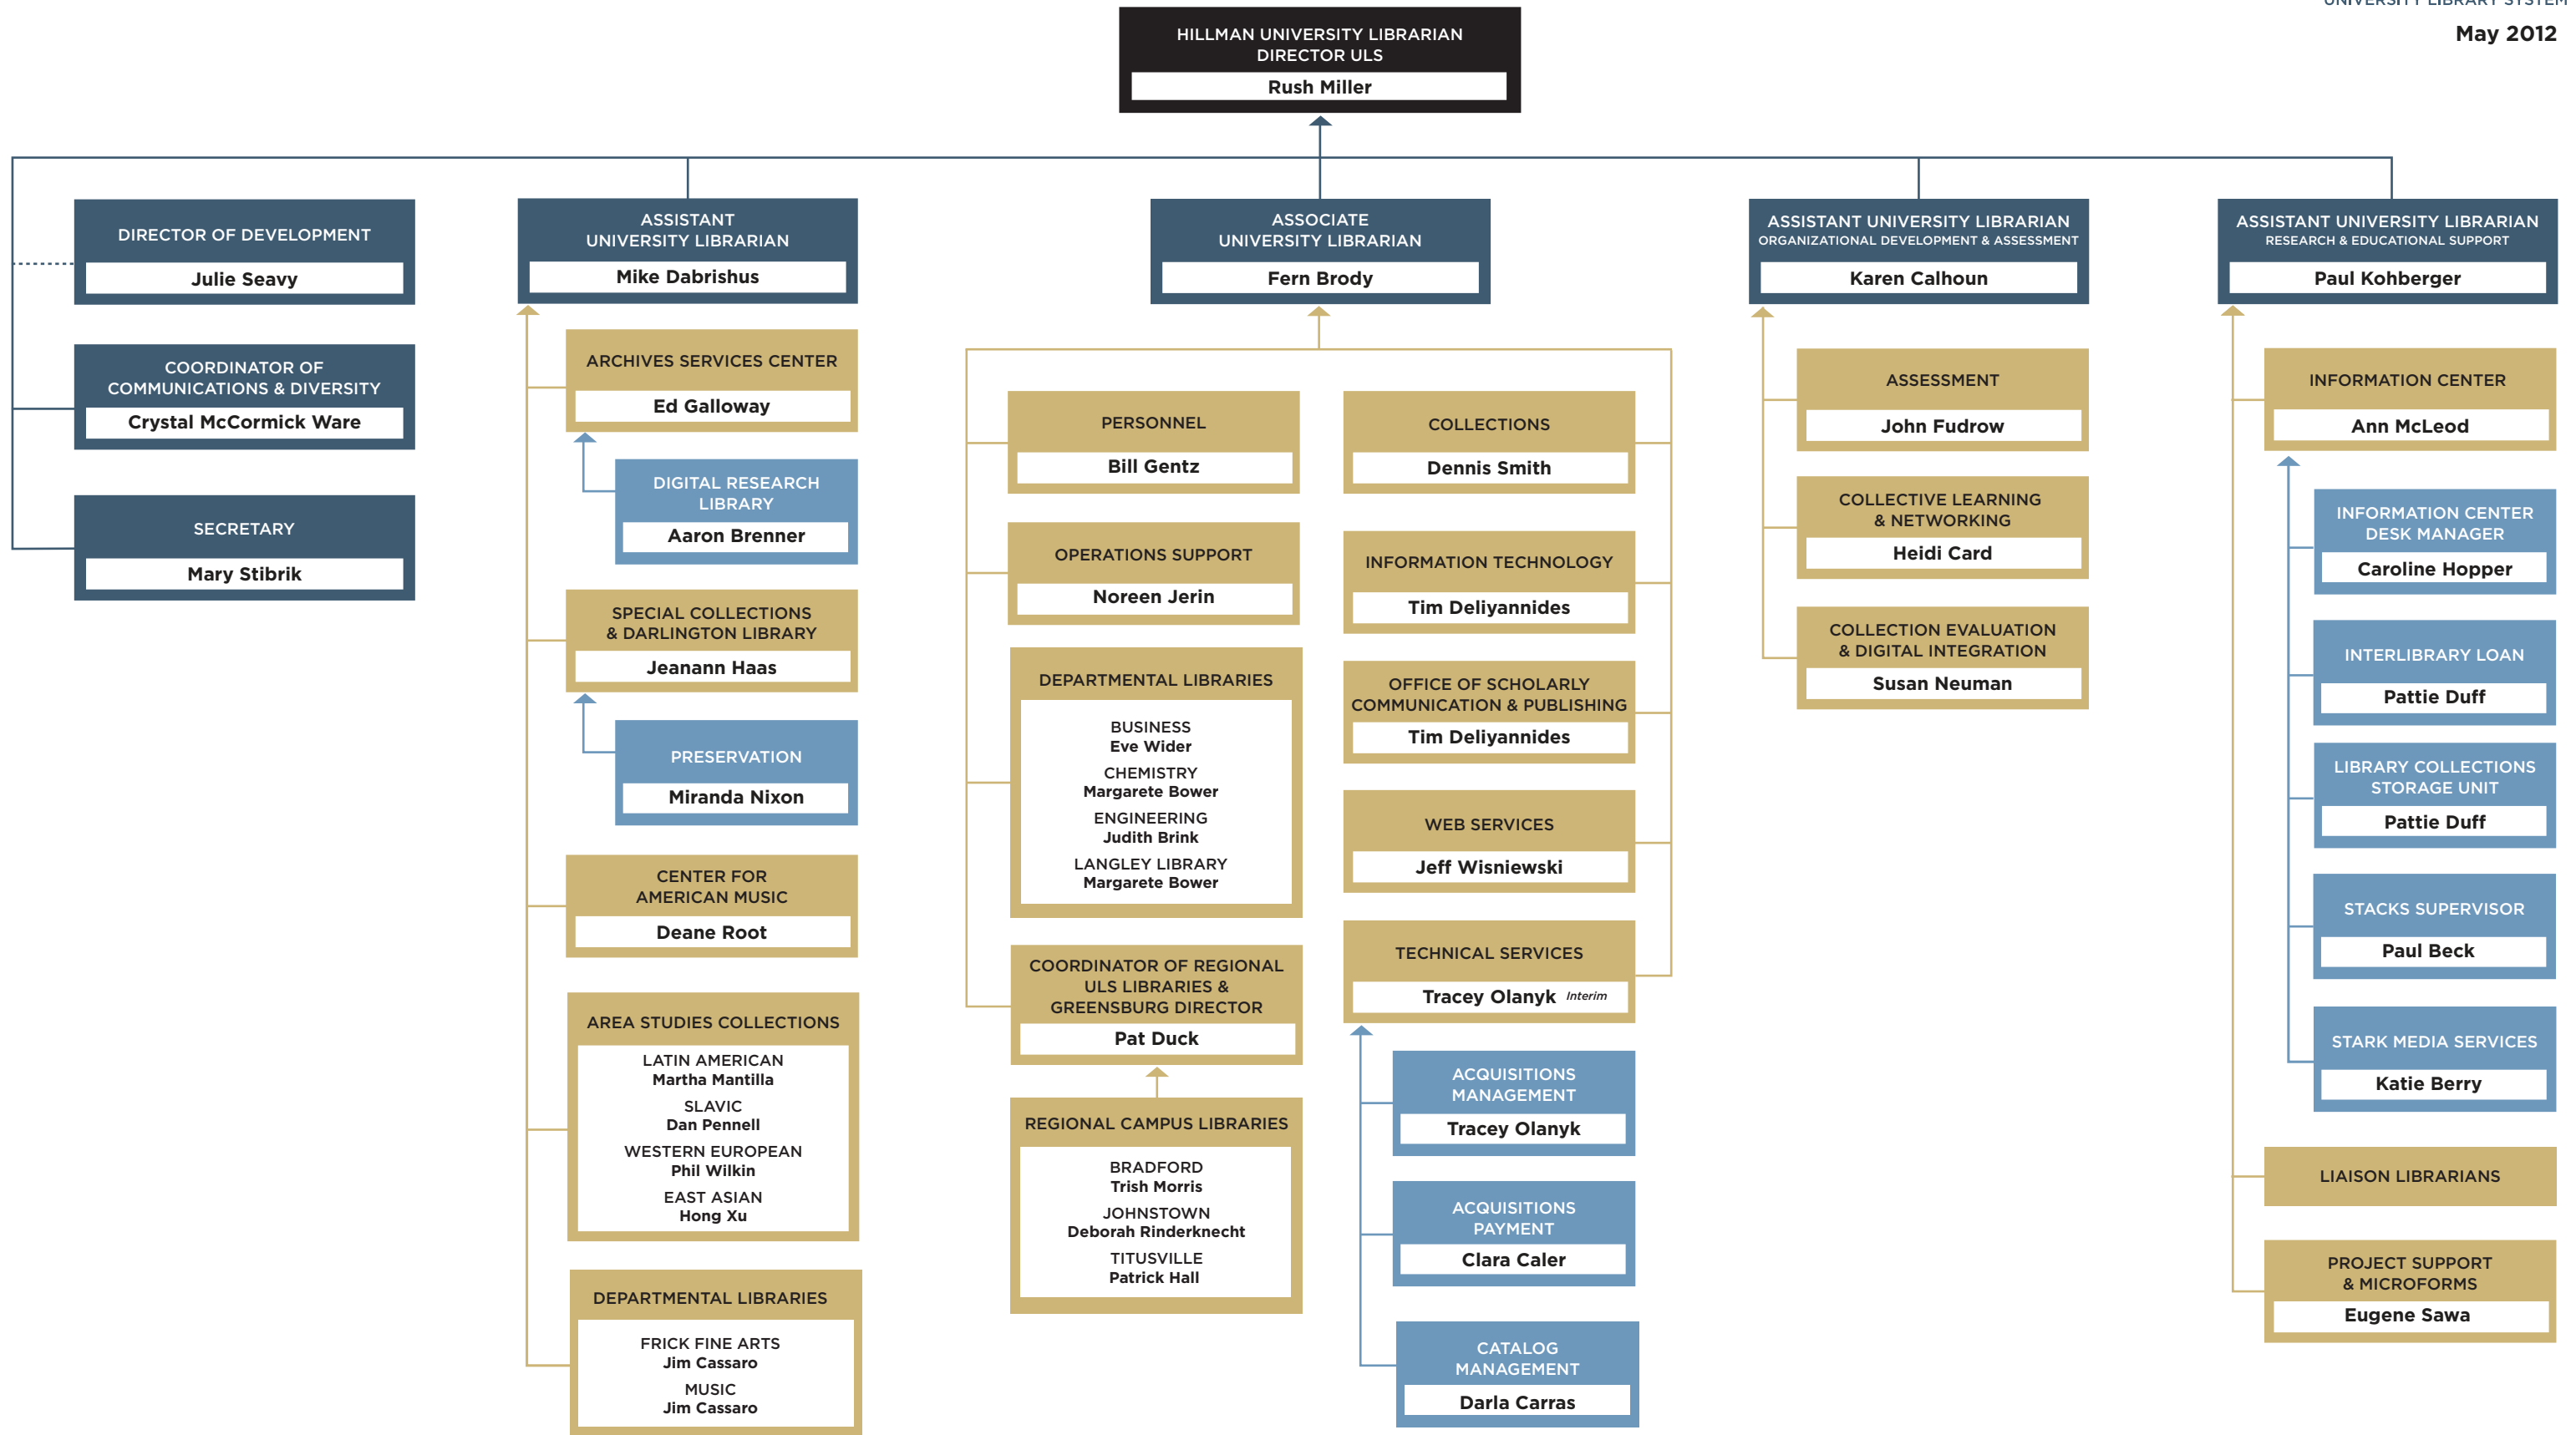 UNIVERSITY LIBRARY SYSTEM
May 2012
HILLMAN UNIVERSITY LIBRARIAN
DIRECTOR ULS
Rush Miller
DIRECTOR OF DEVELOPMENT
Julie Seavy
COORDINATOR OF
COMMUNICATIONS & DIVERSITY
Crystal McCormick Ware
SECRETARY
Mary Stibrik
ASSISTANT
UNIVERSITY LIBRARIAN
Mike Dabrishus
ARCHIVES SERVICES CENTER
Ed Galloway
DIGITAL RESEARCH
LIBRARY
Aaron Brenner
SPECIAL COLLECTIONS
& DARLINGTON LIBRARY
Jeanann Haas
PRESERVATION
Miranda Nixon
CENTER FOR
AMERICAN MUSIC
Deane Root
AREA STUDIES COLLECTIONS
LATIN AMERICAN
Martha Mantilla
SLAVIC
Dan Pennell
WESTERN EUROPEAN
Phil Wilkin
EAST ASIAN
Hong Xu
DEPARTMENTAL LIBRARIES
FRICK FINE ARTS
Jim Cassaro
MUSIC
Jim Cassaro
ASSOCIATE
UNIVERSITY LIBRARIAN
Fern Brody
PERSONNEL
Bill Gentz
OPERATIONS SUPPORT
Noreen Jerin
DEPARTMENTAL LIBRARIES
BUSINESS
Eve Wider
CHEMISTRY
Margarete Bower
ENGINEERING
Judith Brink
LANGLEY LIBRARY
Margarete Bower
COORDINATOR OF REGIONAL
ULS LIBRARIES &
GREENSBURG DIRECTOR
Pat Duck
REGIONAL CAMPUS LIBRARIES
BRADFORD
Trish Morris
JOHNSTOWN
Deborah Rinderknecht
TITUSVILLE
Patrick Hall
COLLECTIONS
Dennis Smith
INFORMATION TECHNOLOGY
Tim Deliyannides
OFFICE OF SCHOLARLY
COMMUNICATION & PUBLISHING
Tim Deliyannides
WEB SERVICES
Jeff Wisniewski
TECHNICAL SERVICES
Tracey Olanyk Interim
ACQUISITIONS
MANAGEMENT
Tracey Olanyk
ACQUISITIONS
PAYMENT
Clara Caler
CATALOG
MANAGEMENT
Darla Carras
ASSISTANT UNIVERSITY LIBRARIAN
ORGANIZATIONAL DEVELOPMENT & ASSESSMENT
Karen Calhoun
ASSESSMENT
John Fudrow
COLLECTIVE LEARNING
& NETWORKING
Heidi Card
COLLECTION EVALUATION
& DIGITAL INTEGRATION
Susan Neuman
ASSISTANT UNIVERSITY LIBRARIAN
RESEARCH & EDUCATIONAL SUPPORT
Paul Kohberger
INFORMATION CENTER
Ann McLeod
INFORMATION CENTER
DESK MANAGER
Caroline Hopper
INTERLIBRARY LOAN
Pattie Duff
LIBRARY COLLECTIONS
STORAGE UNIT
Pattie Duff
STACKS SUPERVISOR
Paul Beck
STARK MEDIA SERVICES
Katie Berry
LIAISON LIBRARIANS
PROJECT SUPPORT
& MICROFORMS
Eugene Sawa